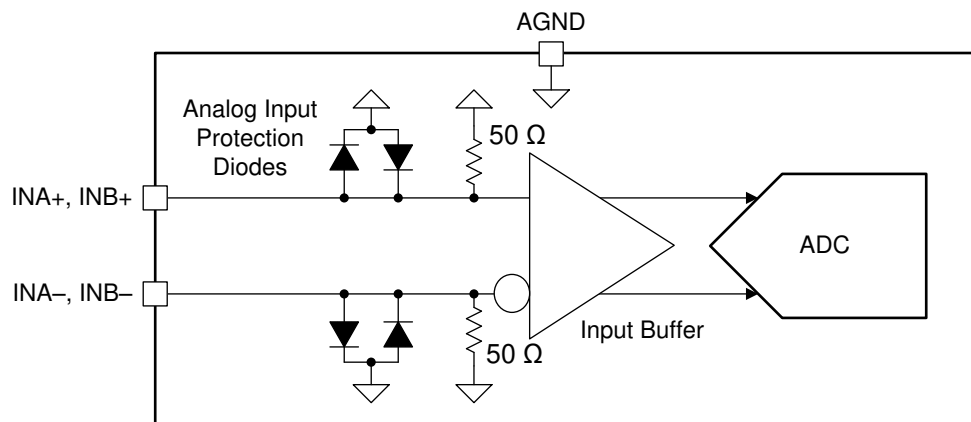 AGND
Analog Input
Protection
Diodes
50 Ω
INA+, INB+
ADC
INA–, INB–
Input Buffer
50 Ω